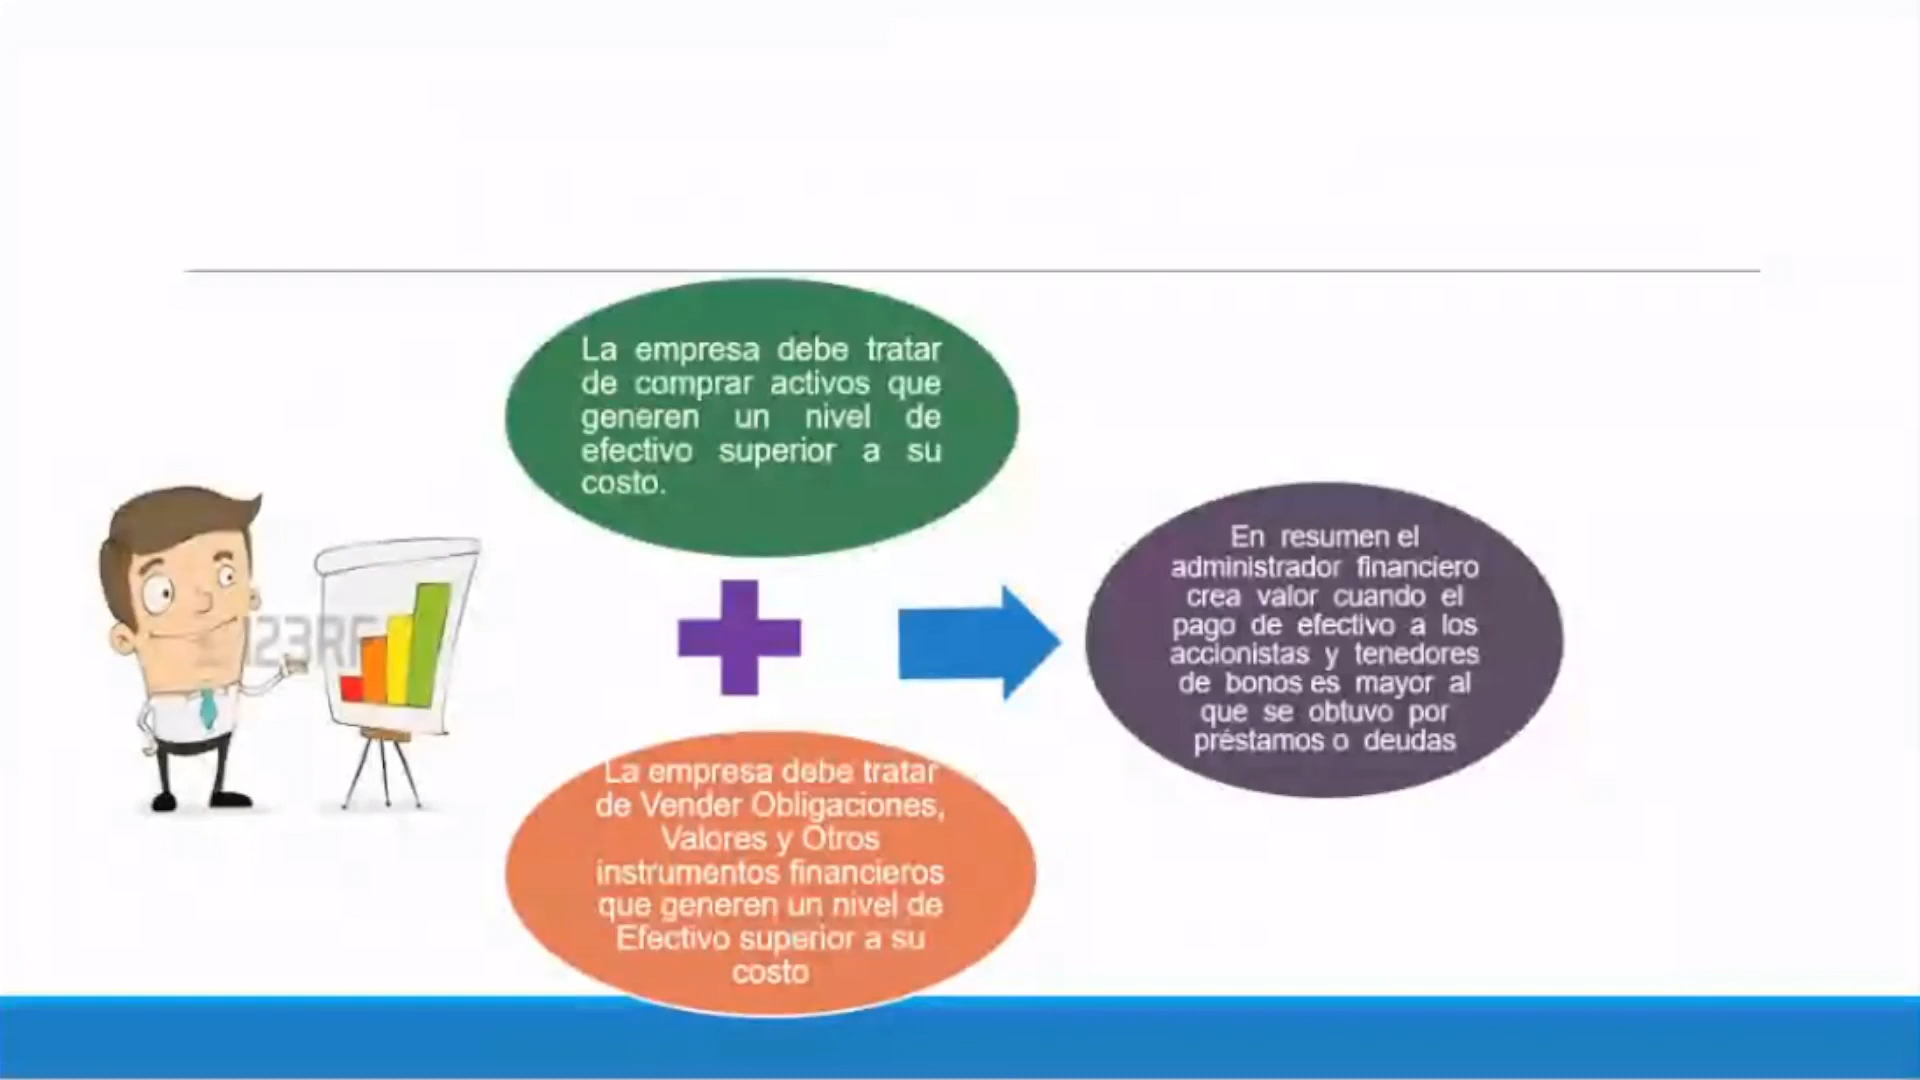 La empresa debe tratar
de comprar activos que
generen un nivel de
efectivo superior a su
costo.
123RF
La empresa debe tratar
de Vender Obligaciones,
Valores y Otros
instrumentos financieros
que generen un nivel de
Efectivo superior a su
costo
En resumen el
administrador financiero
crea valor cuando el
pago de efectivo a los
accionistas y tenedores
de bonos es mayor al
que se obtuvo por
préstamos o deudas